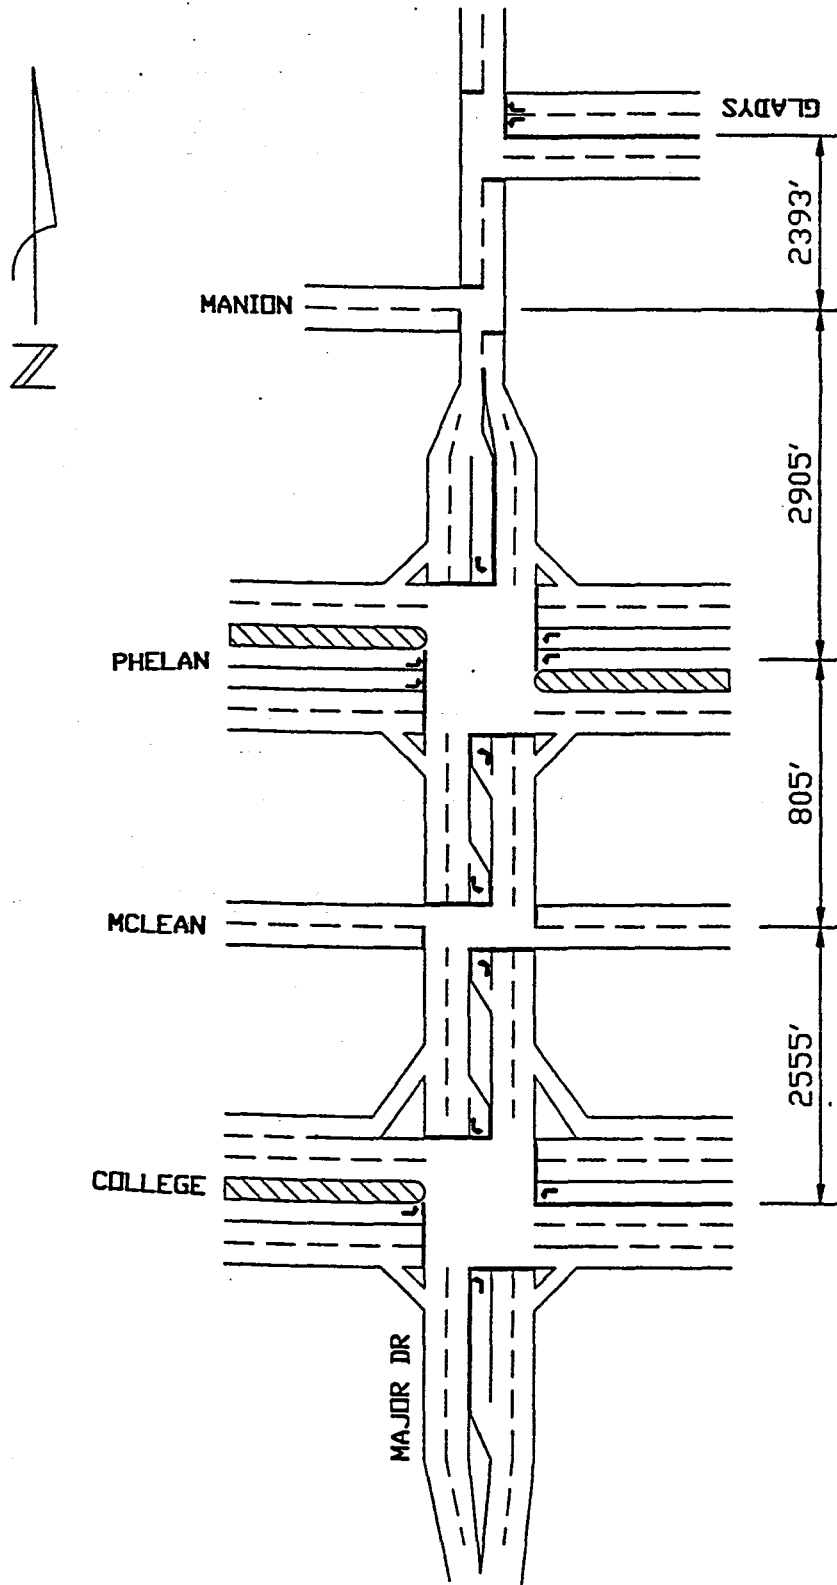 GLADYS
2393'
MANION
N
2905'
PHELAN
805'
MCLEAN
2555'
COLLEGE
MAJOR DR